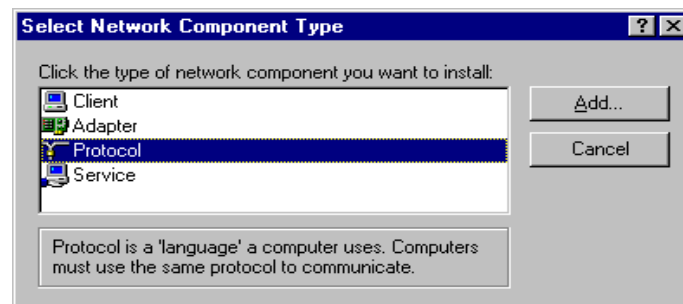 Select Network Component Type
Click the type of network component you want to install:
Client
Adapter
Protocol
Service
Add...
Cancel
Protocol is a 'language' a computer uses. Computers
must use the same protocol to communicate.